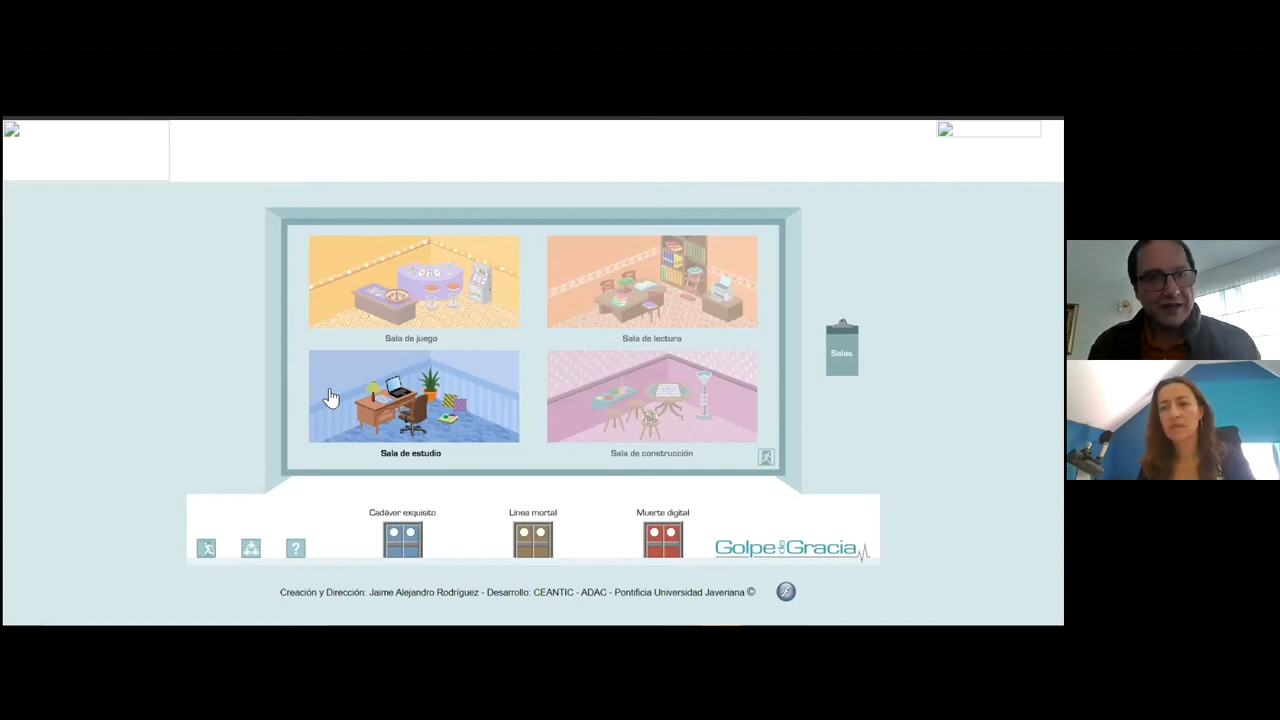 Sala de juego
Sala de lectura
Salas
Sala de estudio
Sala de construcción
Cadáver exquisito
Línea mortal
Muerte digital
?
Golpe de Gracia
Creación y Dirección: Jaime Alejandro Rodríguez - Desarrollo: CEANTIC - ADAC - Pontificia Universidad Javeriana ©